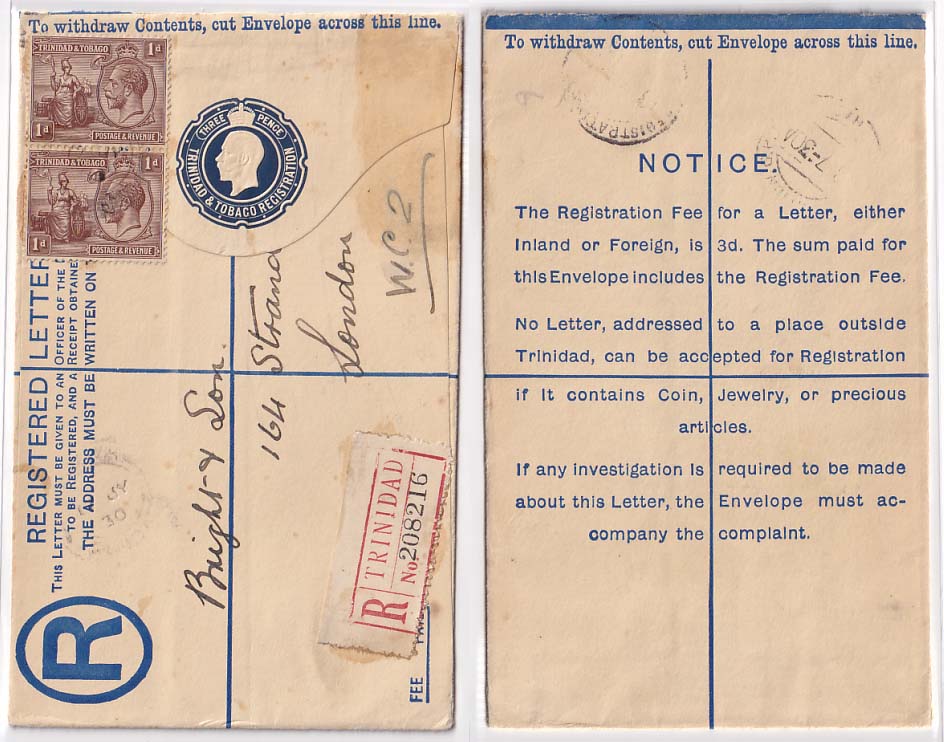 To withdraw Contents, cut Envelope across this line.
TRINIDAD & TOBAGO 1d
1d POSTAGE & REVENUE
TRINIDAD & TOBAGO 1d
1d POSTAGE & REVENUE
THREE PENCE
TRINIDAD & TOBAGO REGISTRATION
REGISTERED LETTER
THIS LETTER MUST BE GIVEN TO AN OFFICER OF THE
TO BE REGISTERED, AND A RECEIPT OBTAINE
THE ADDRESS MUST BE WRITTEN ON
R
Bright & Son.
164 Strand
London
W.C.2
R TRINIDAD
No. 208216
FEE
30
To withdraw Contents, cut Envelope across this line.
NOTICE.
The Registration Fee for a Letter, either
Inland or Foreign, is 3d. The sum paid for
this Envelope includes the Registration Fee.
No Letter, addressed to a place outside
Trinidad, can be accepted for Registration
if it contains Coin, Jewelry, or precious
articles.
If any investigation is required to be made
about this Letter, the Envelope must ac-
company the complaint.